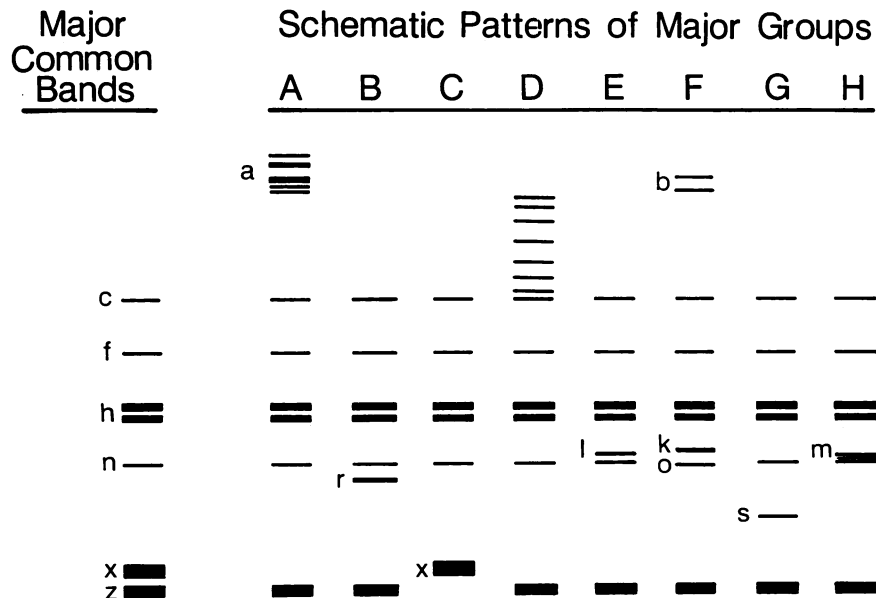 Major
Common
Bands
Schematic Patterns of Major Groups
A B C D E F G H
a
b
c
f
h
l
k
m
n
o
r
s
x
x
z